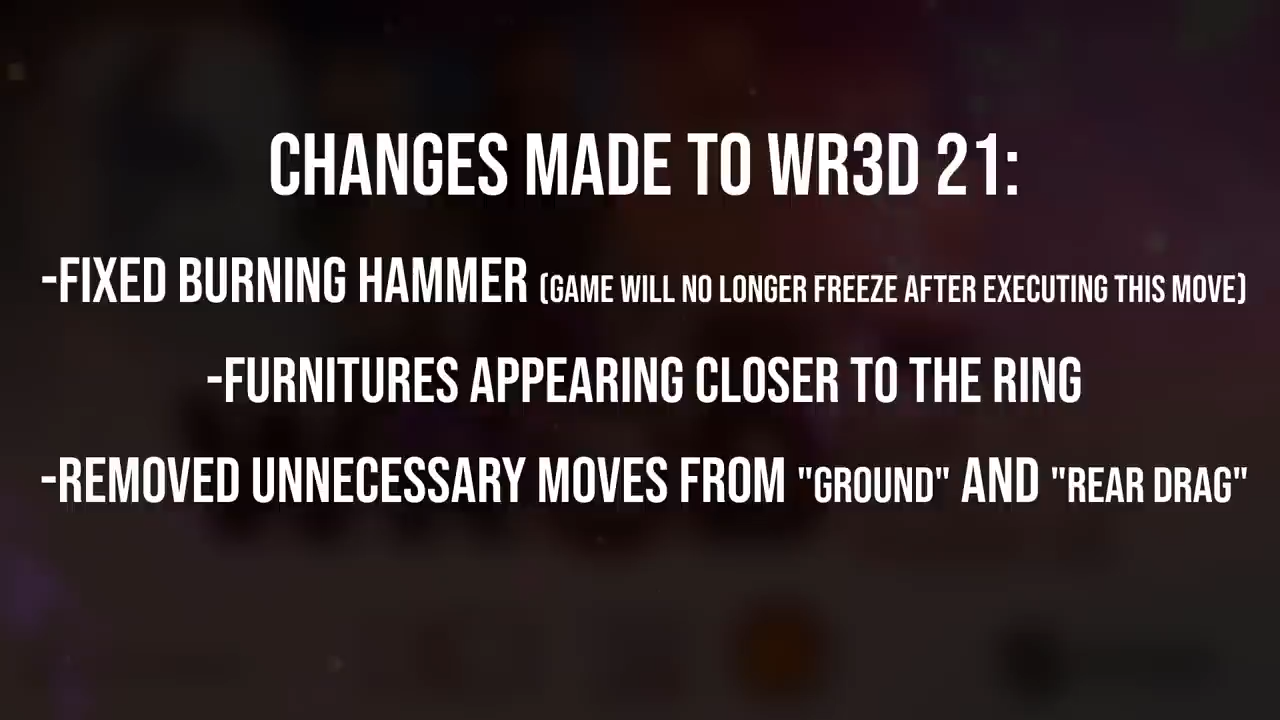 CHANGES MADE TO WR3D 21:
-FIXED BURNING HAMMER (GAME WILL NO LONGER FREEZE AFTER EXECUTING THIS MOVE)
-FURNITURES APPEARING CLOSER TO THE RING
-REMOVED UNNECESSARY MOVES FROM "GROUND" AND "REAR DRAG"